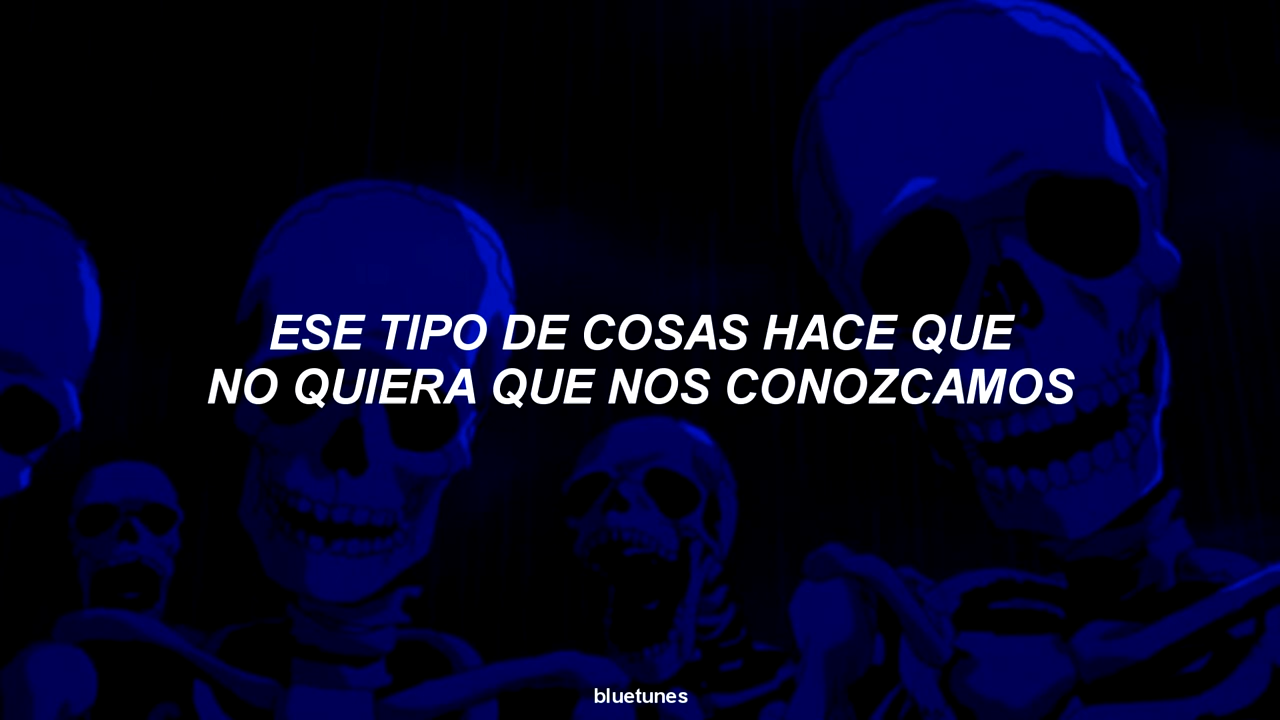 ESE TIPO DE COSAS HACE QUE
NO QUIERA QUE NOS CONOZCAMOS
bluetunes